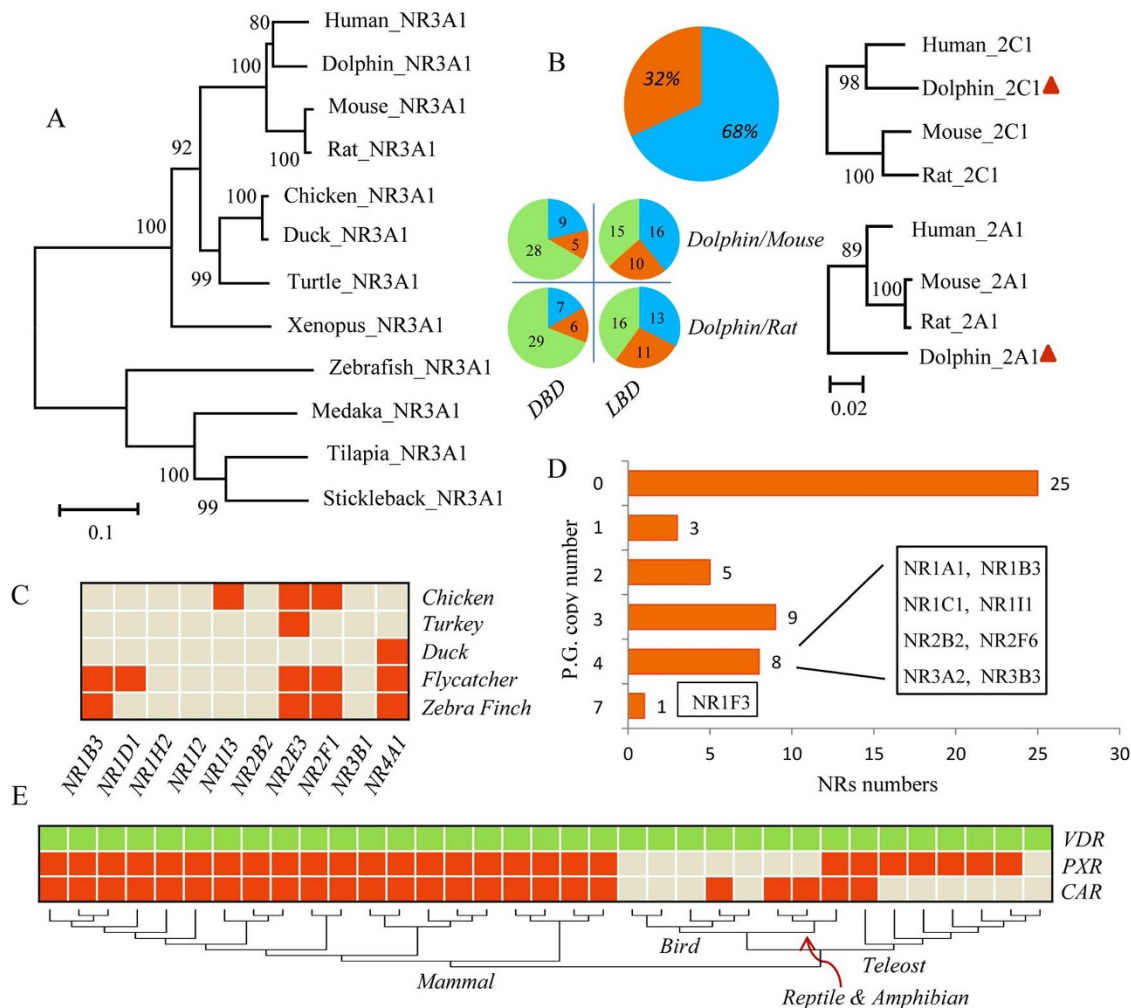 A
80
100
92
100
100
100
99
100
99
0.1
Human_NR3A1
Dolphin_NR3A1
Mouse_NR3A1
Rat_NR3A1
Chicken_NR3A1
Duck_NR3A1
Turtle_NR3A1
Xenopus_NR3A1
Zebrafish_NR3A1
Medaka_NR3A1
Tilapia_NR3A1
Stickleback_NR3A1
B
32%
68%
9
5
28
16
10
15
Dolphin/Mouse
7
6
29
13
11
16
Dolphin/Rat
DBD
LBD
Human_2C1
98
Dolphin_2C1
Mouse_2C1
100
Rat_2C1
Human_2A1
89
Mouse_2A1
100
Rat_2A1
Dolphin_2A1
0.02
C
Chicken
Turkey
Duck
Flycatcher
Zebra Finch
NR1B3
NR1D1
NR1H2
NR1I2
NR1I3
NR2B2
NR2E3
NR2F1
NR3B1
NR4A1
D
P.G. copy number
0
25
1
3
2
5
3
9
4
8
7
1
NR1F3
NR1A1, NR1B3
NR1C1, NR1I1
NR2B2, NR2F6
NR3A2, NR3B3
0 5 10 15 20 25 30
NRs numbers
E
VDR
PXR
CAR
Mammal
Bird
Teleost
Reptile & Amphibian